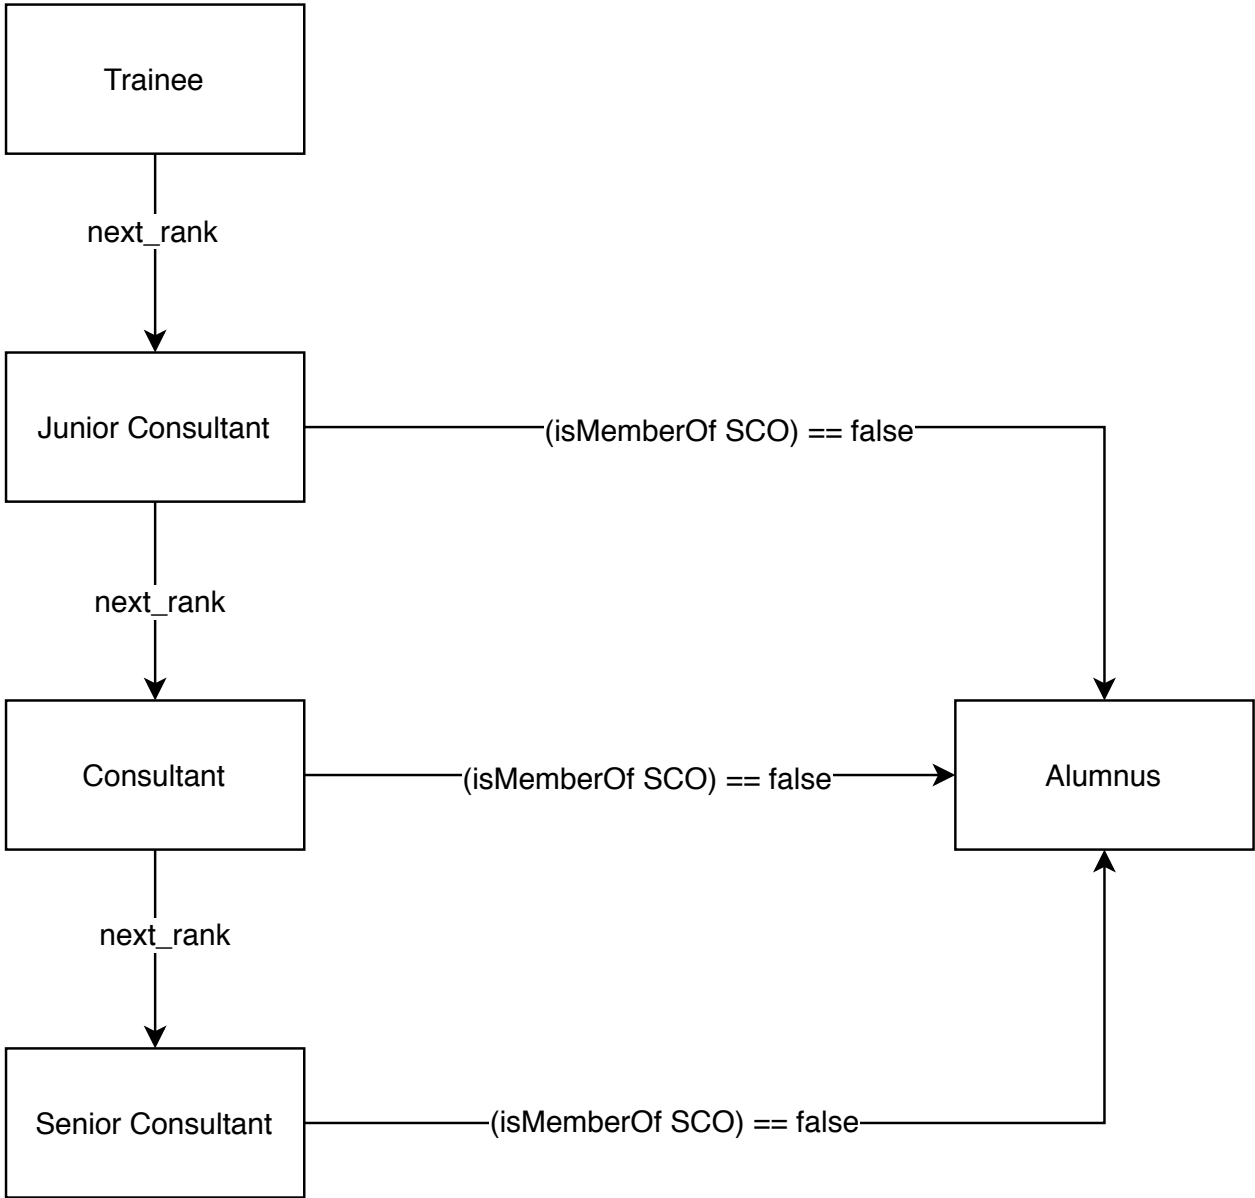 Trainee
next_rank
Junior Consultant
(isMemberOf SCO) == false
next_rank
Consultant
(isMemberOf SCO) == false
Alumnus
next_rank
Senior Consultant
(isMemberOf SCO) == false